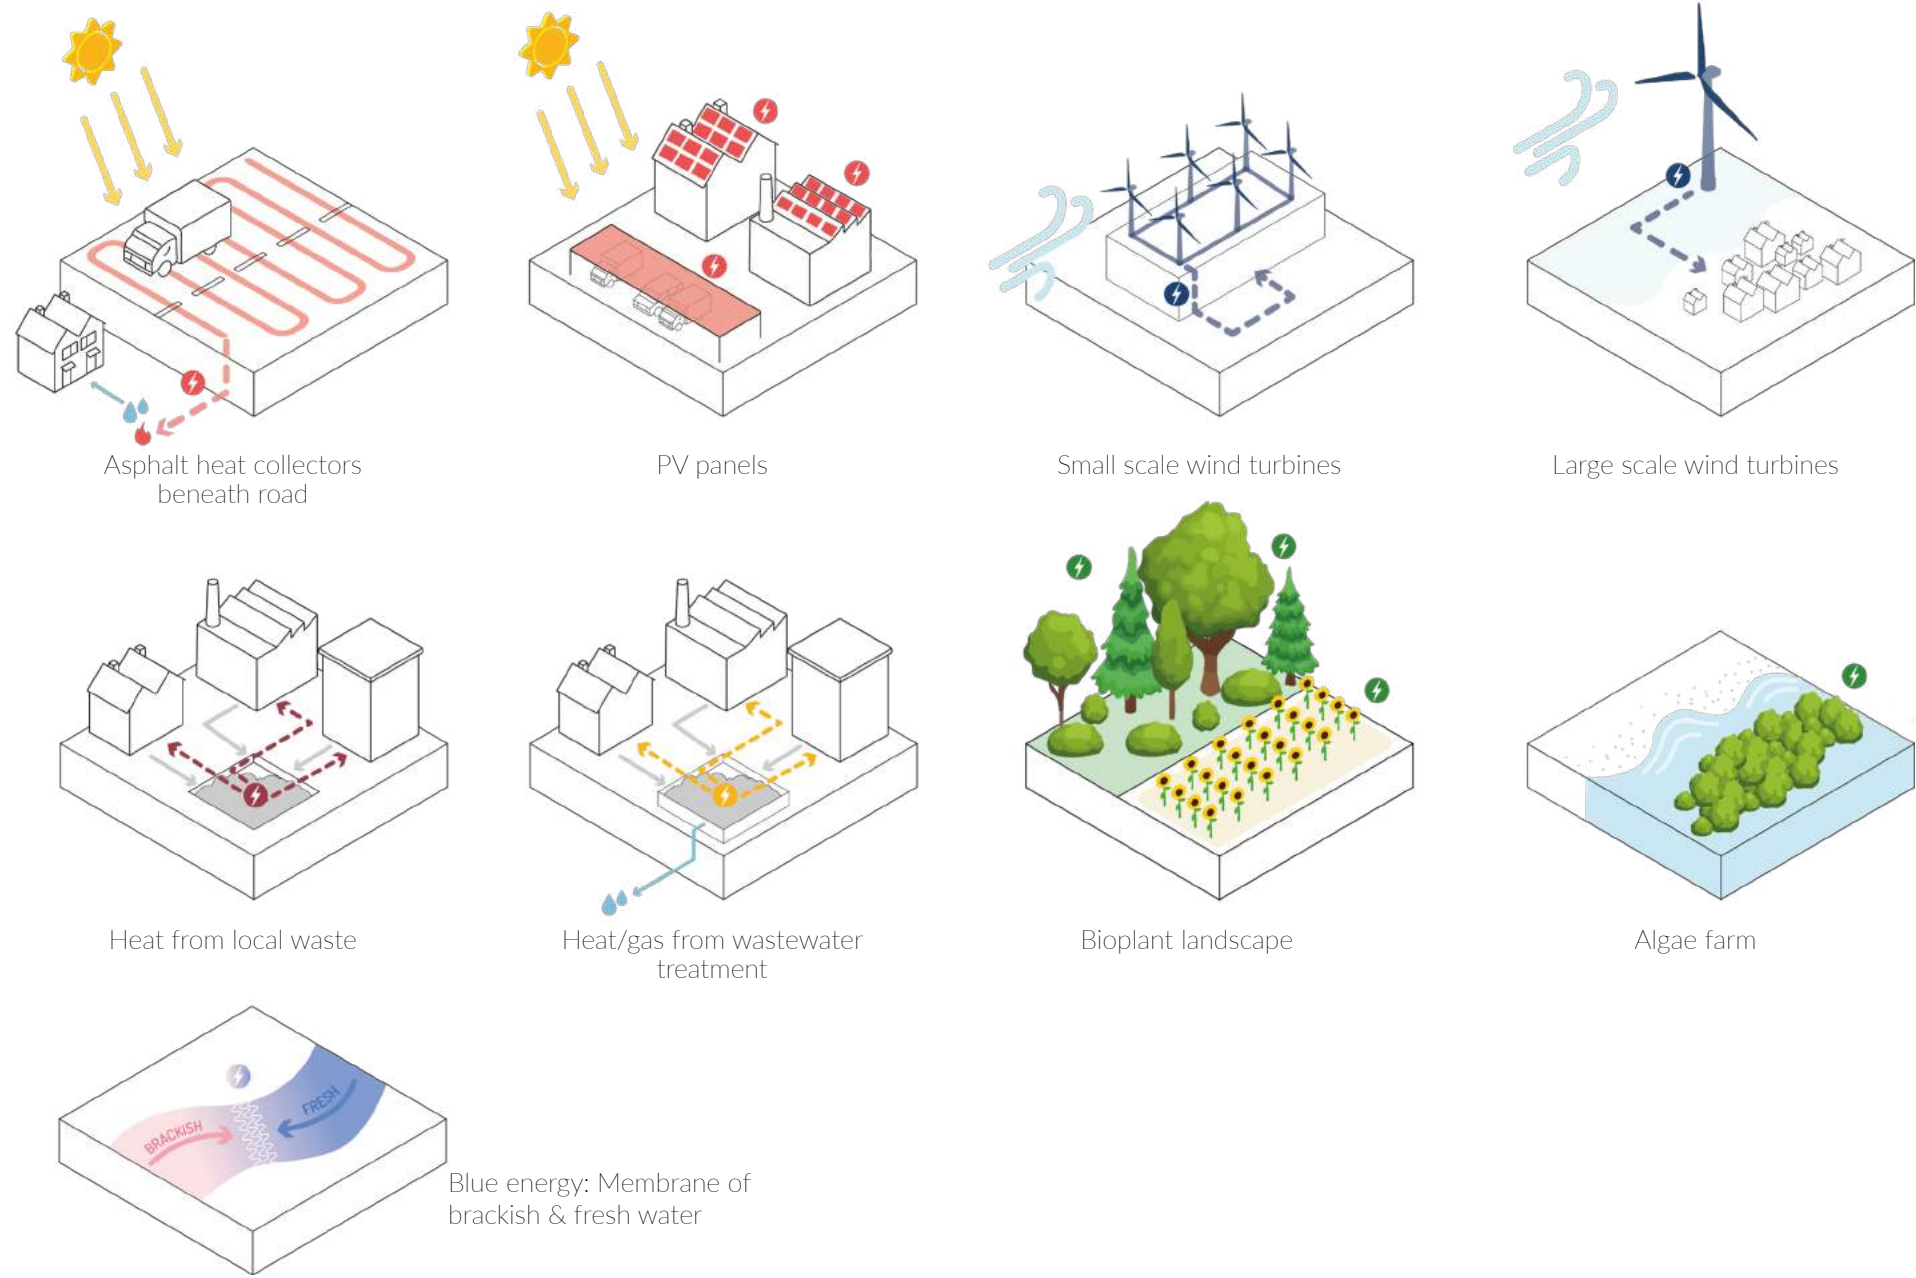 Asphalt heat collectors
beneath road
PV panels
Small scale wind turbines
Large scale wind turbines
Heat from local waste
Heat/gas from wastewater
treatment
Bioplant landscape
Algae farm
BRACKISH
FRESH
Blue energy: Membrane of
brackish & fresh water